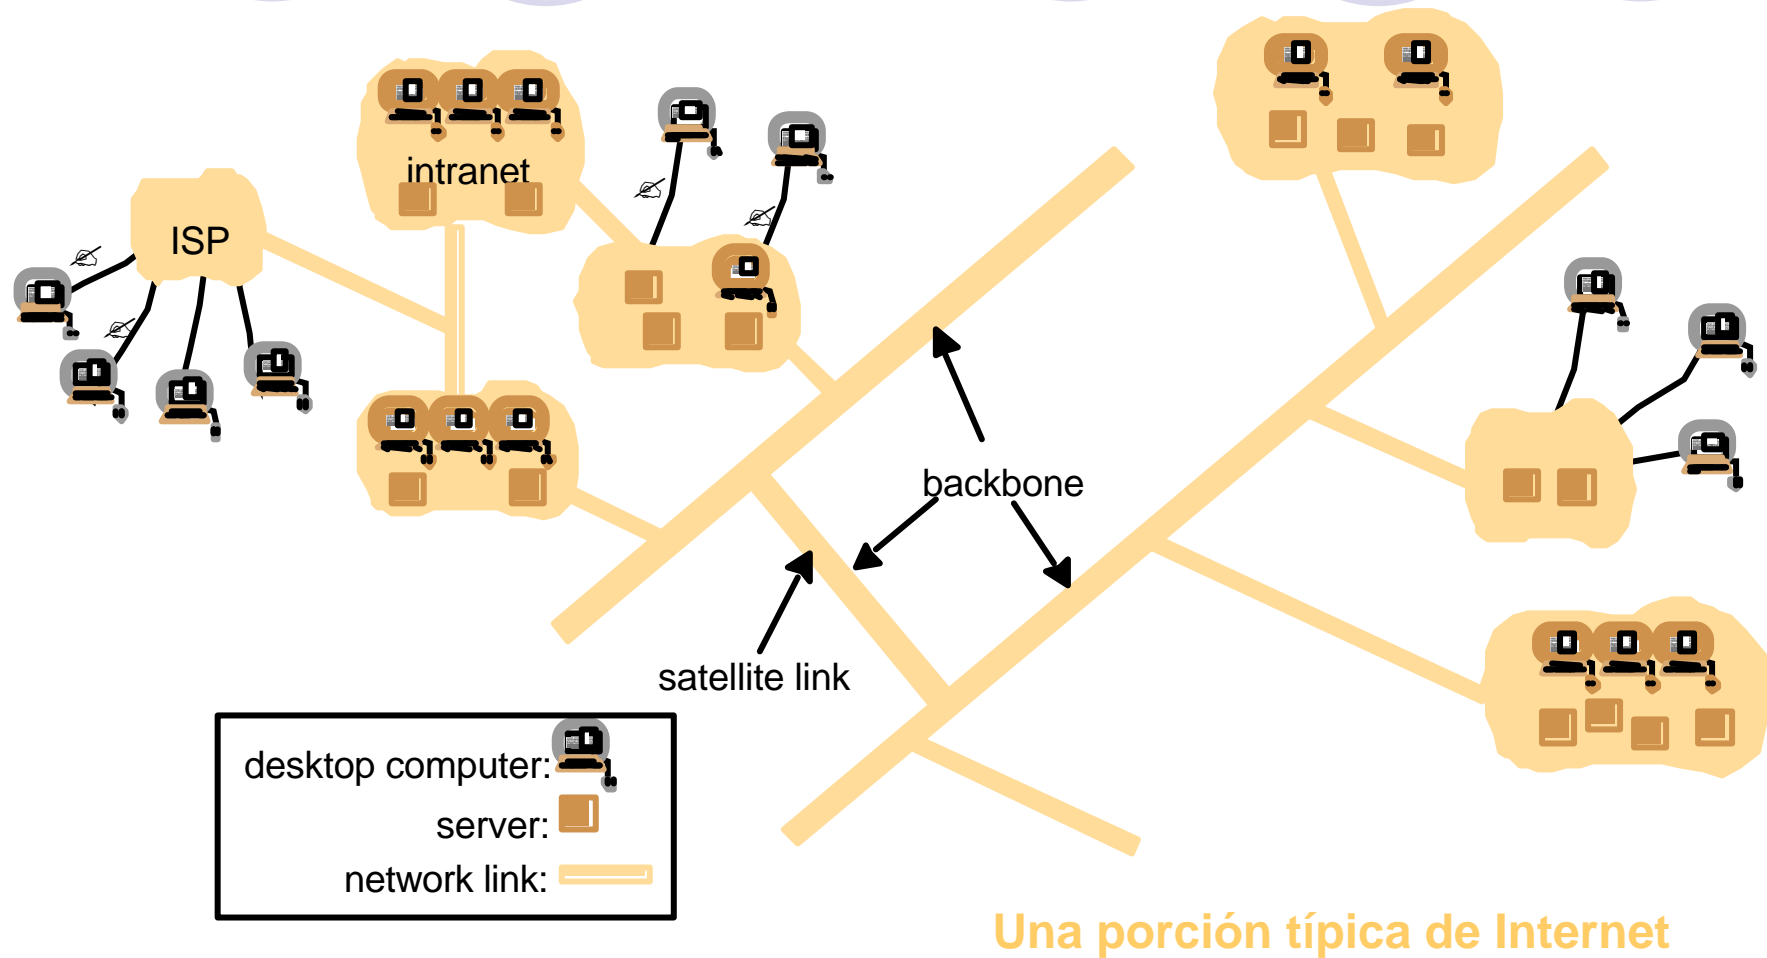 intranet
ISP
backbone
satellite link
desktop computer:
server:
network link:
Una porción típica de Internet